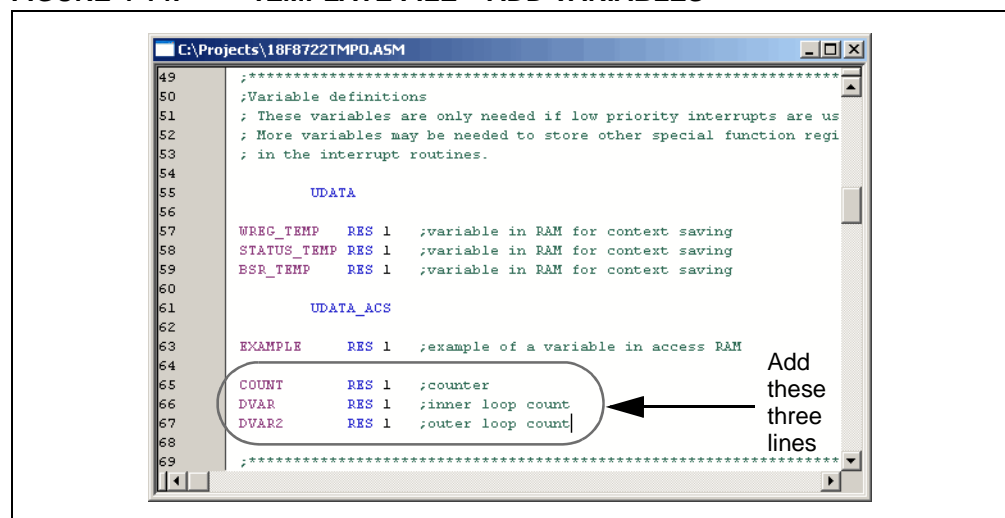 C:\Projects\18F8722TMPO.ASM
49 ;******************************************************************
50 ;Variable definitions
51 ; These variables are only needed if low priority interrupts are us
52 ; More variables may be needed to store other special function regi
53 ; in the interrupt routines.
54
55 UDATA
56
57 WREG_TEMP RES 1 ;variable in RAM for context saving
58 STATUS_TEMP RES 1 ;variable in RAM for context saving
59 BSR_TEMP RES 1 ;variable in RAM for context saving
60
61 UDATA_ACS
62
63 EXAMPLE RES 1 ;example of a variable in access RAM
64
65 COUNT RES 1 ;counter
66 DVAR RES 1 ;inner loop count
67 DVAR2 RES 1 ;outer loop count
68
69 ;******************************************************************
Add
these
three
lines